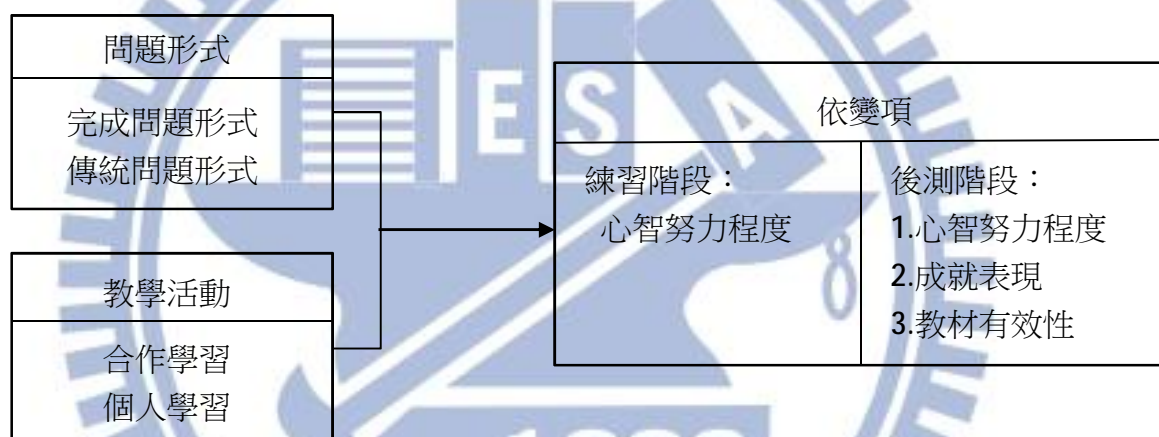 問題形式
完成問題形式
傳統問題形式
教學活動
合作學習
個人學習
依變項
練習階段：
心智努力程度
後測階段：
1.心智努力程度
2.成就表現
3.教材有效性
ESA